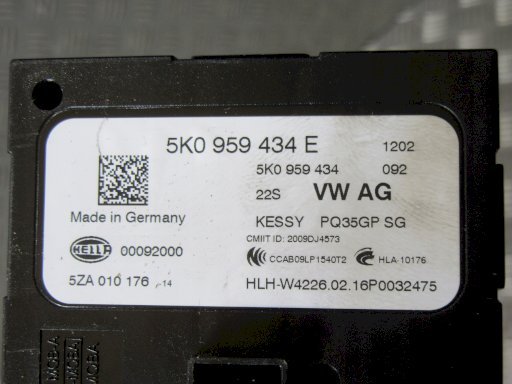 5K0 959 434 E 1202
5K0 959 434 092
22S VW AG
Made in Germany
KESSY PQ35GP SG
CMIIT ID: 2009DJ4573
HELLA 00092000
CCAB09LP1540T2 HLA-10176
5ZA 010 176 -14
HLH-W4226.02.16P0032475